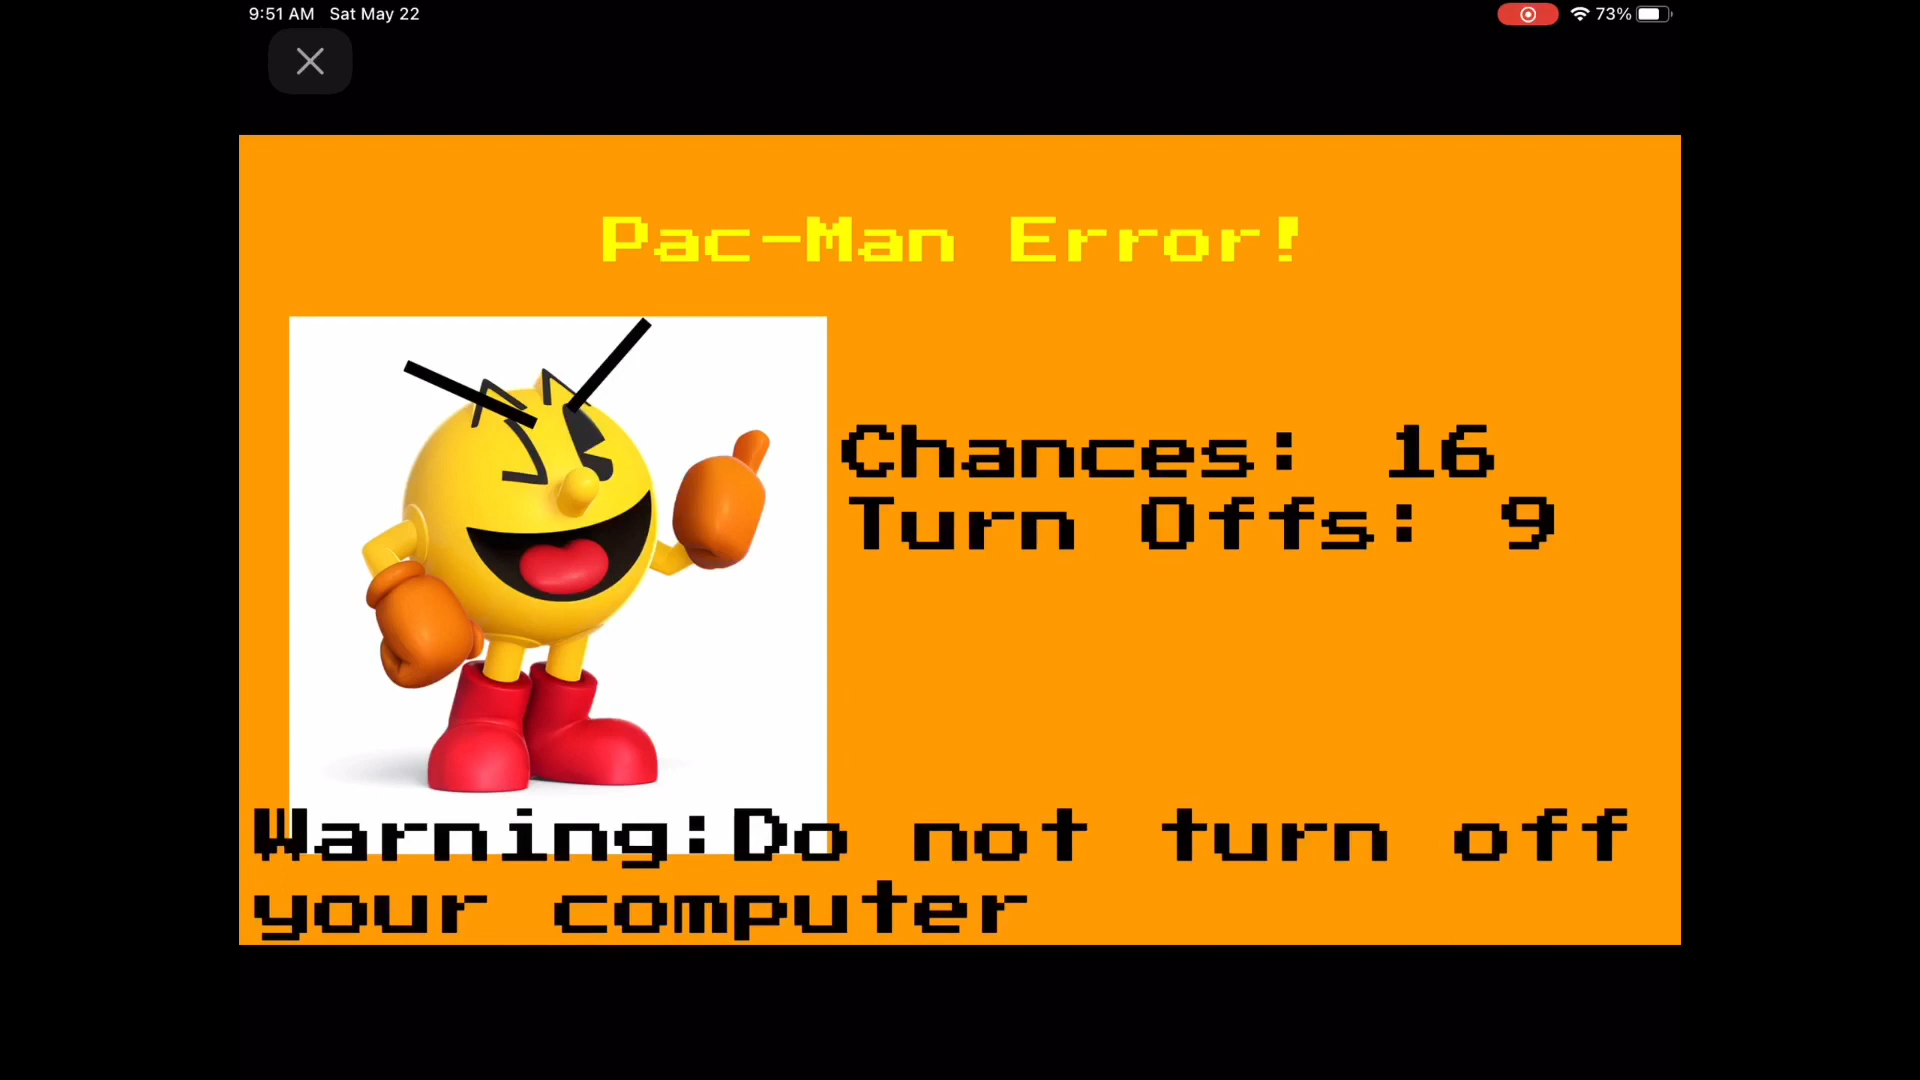 9:51 AM Sat May 22
73%
Pac-Man Error!
Chances: 16
Turn Offs: 9
Warning:Do not turn off
your computer